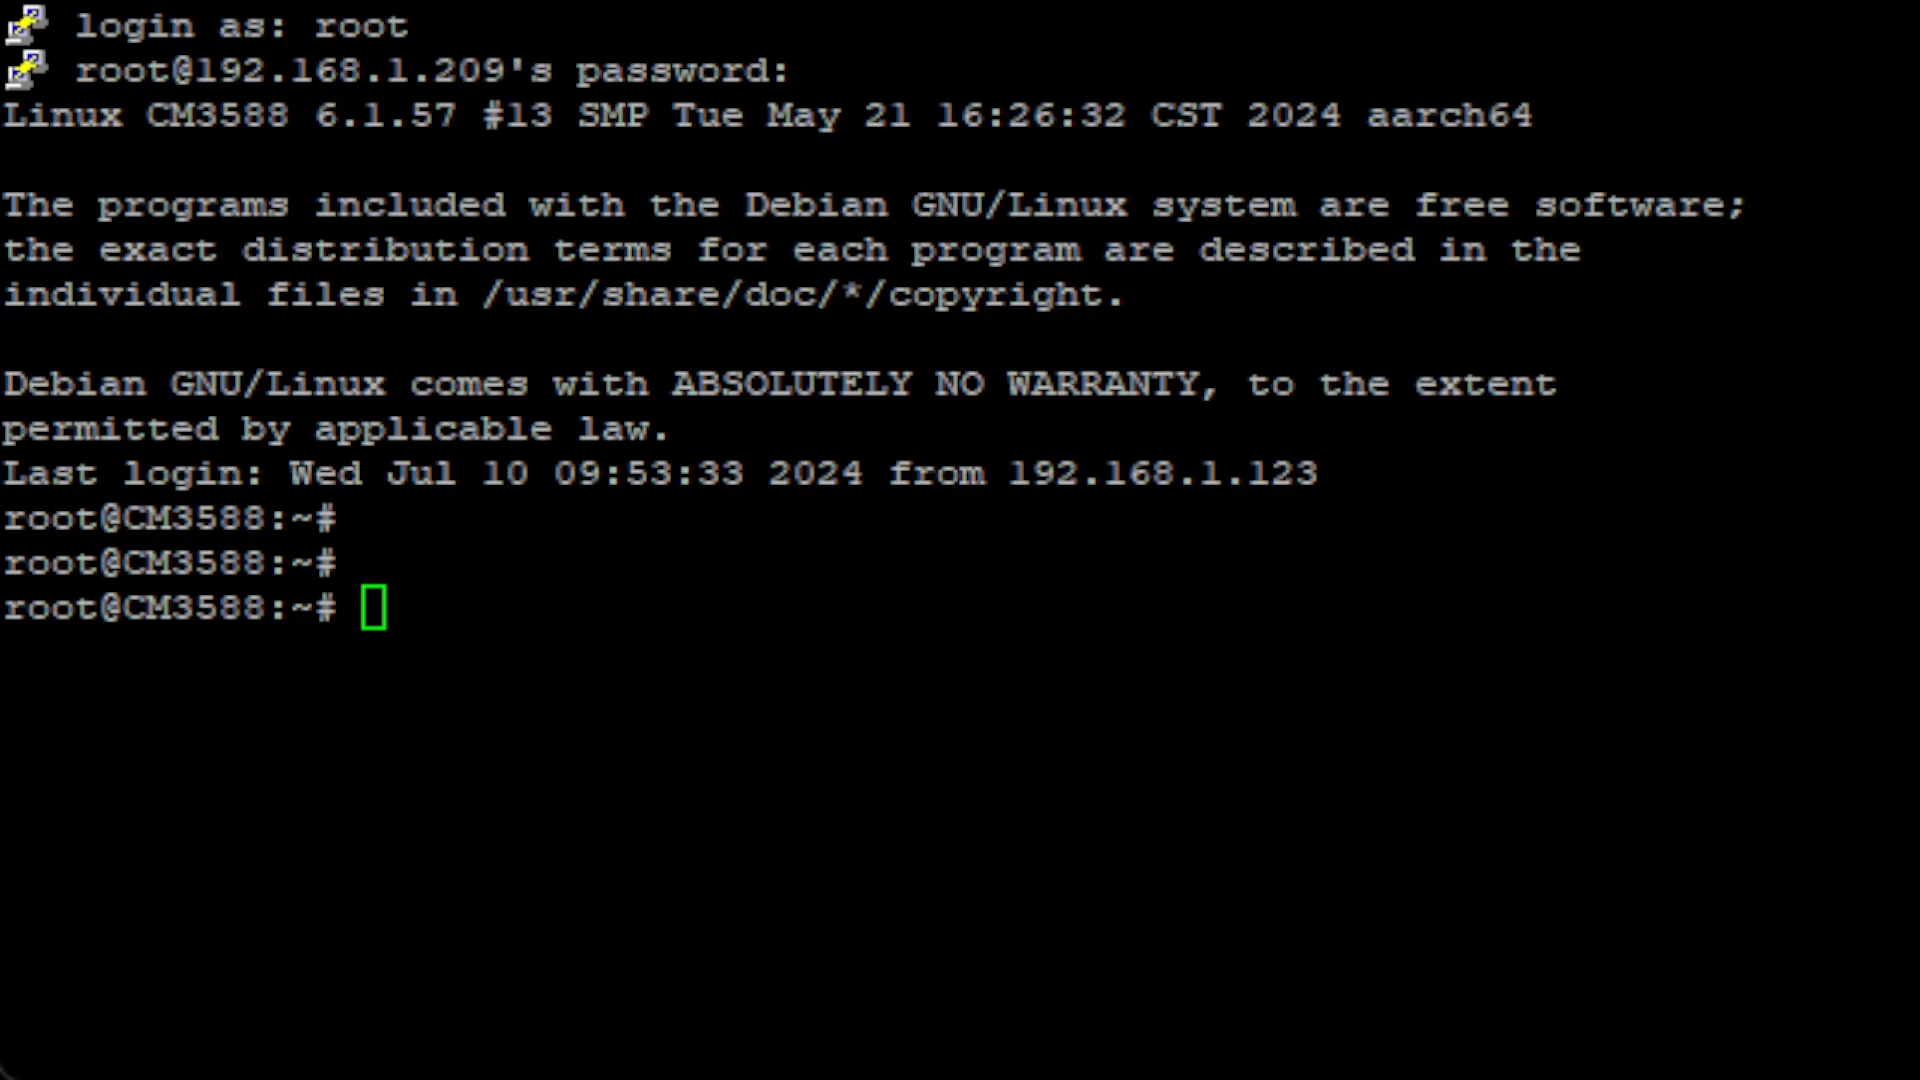 login as: root
root@192.168.1.209's password:
Linux CM3588 6.1.57 #13 SMP Tue May 21 16:26:32 CST 2024 aarch64
The programs included with the Debian GNU/Linux system are free software;
the exact distribution terms for each program are described in the
individual files in /usr/share/doc/*/copyright.
Debian GNU/Linux comes with ABSOLUTELY NO WARRANTY, to the extent
permitted by applicable law.
Last login: Wed Jul 10 09:53:33 2024 from 192.168.1.123
root@CM3588:~#
root@CM3588:~#
root@CM3588:~#